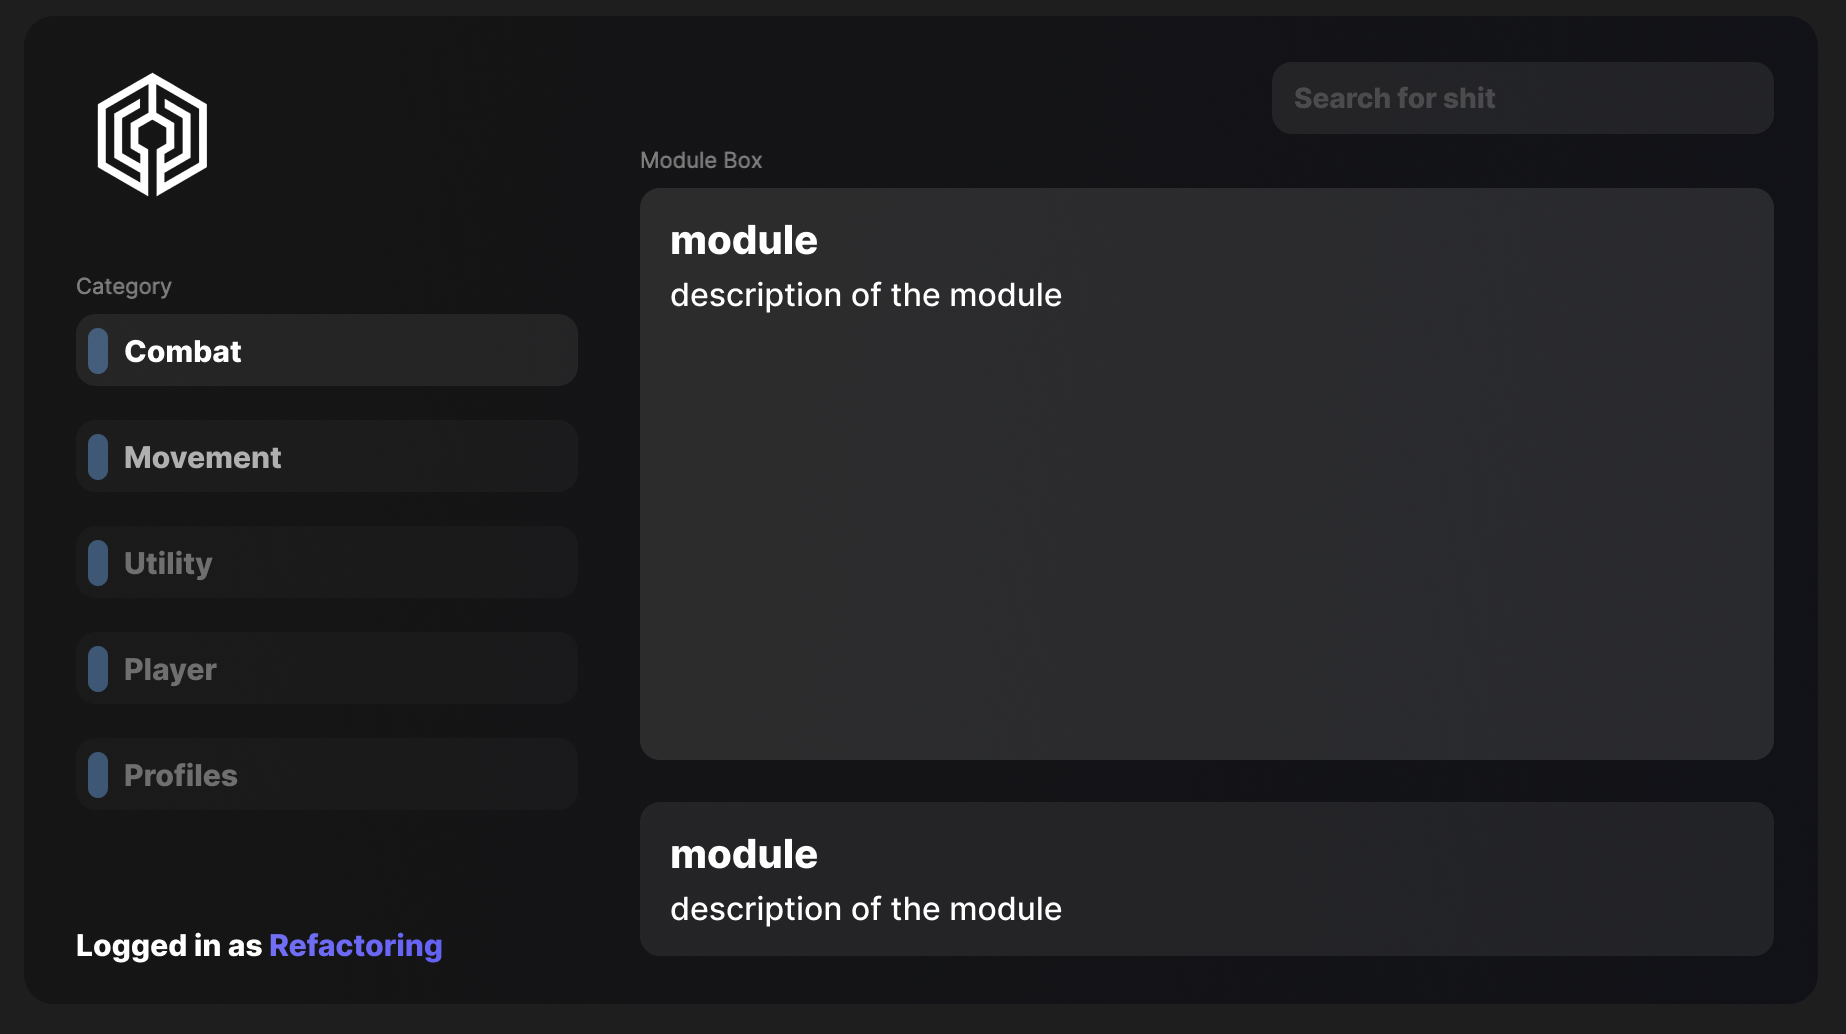 Search for shit
Module Box
module
description of the module
Category
Combat
Movement
Utility
Player
Profiles
module
description of the module
Logged in as Refactoring